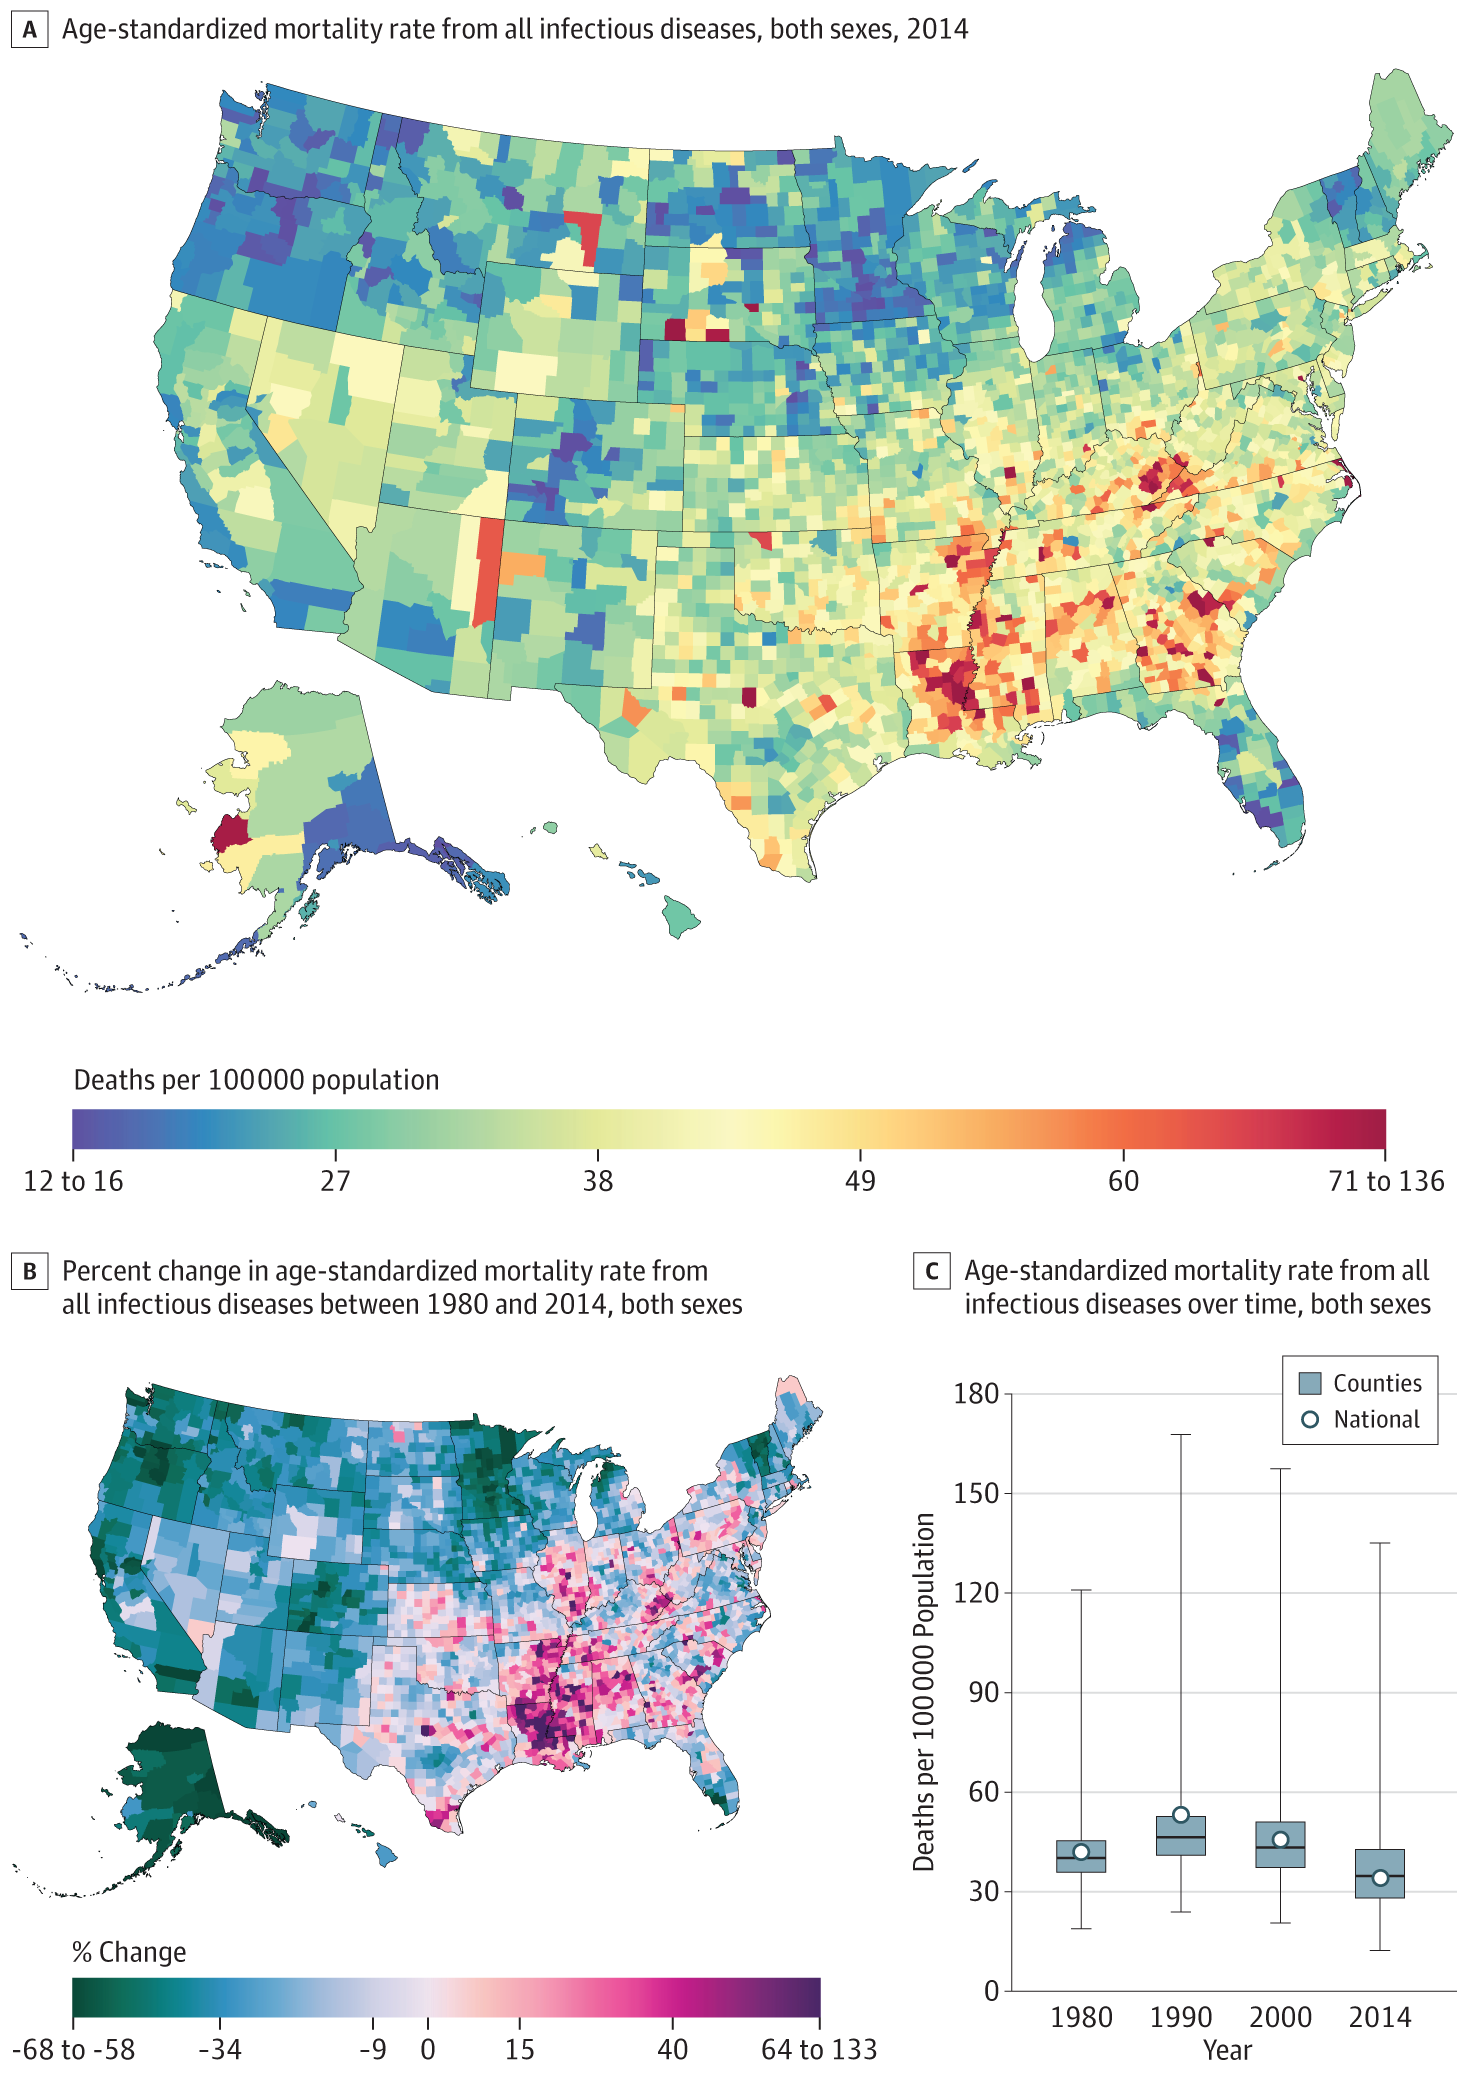 A Age-standardized mortality rate from all infectious diseases, both sexes, 2014
Deaths per 100 000 population
12 to 16 27 38 49 60 71 to 136
B Percent change in age-standardized mortality rate from
all infectious diseases between 1980 and 2014, both sexes
% Change
-68 to -58 -34 -9 0 15 40 64 to 133
C Age-standardized mortality rate from all
infectious diseases over time, both sexes
Counties
National
180
150
120
90
60
30
0
Deaths per 100 000 Population
1980 1990 2000 2014
Year